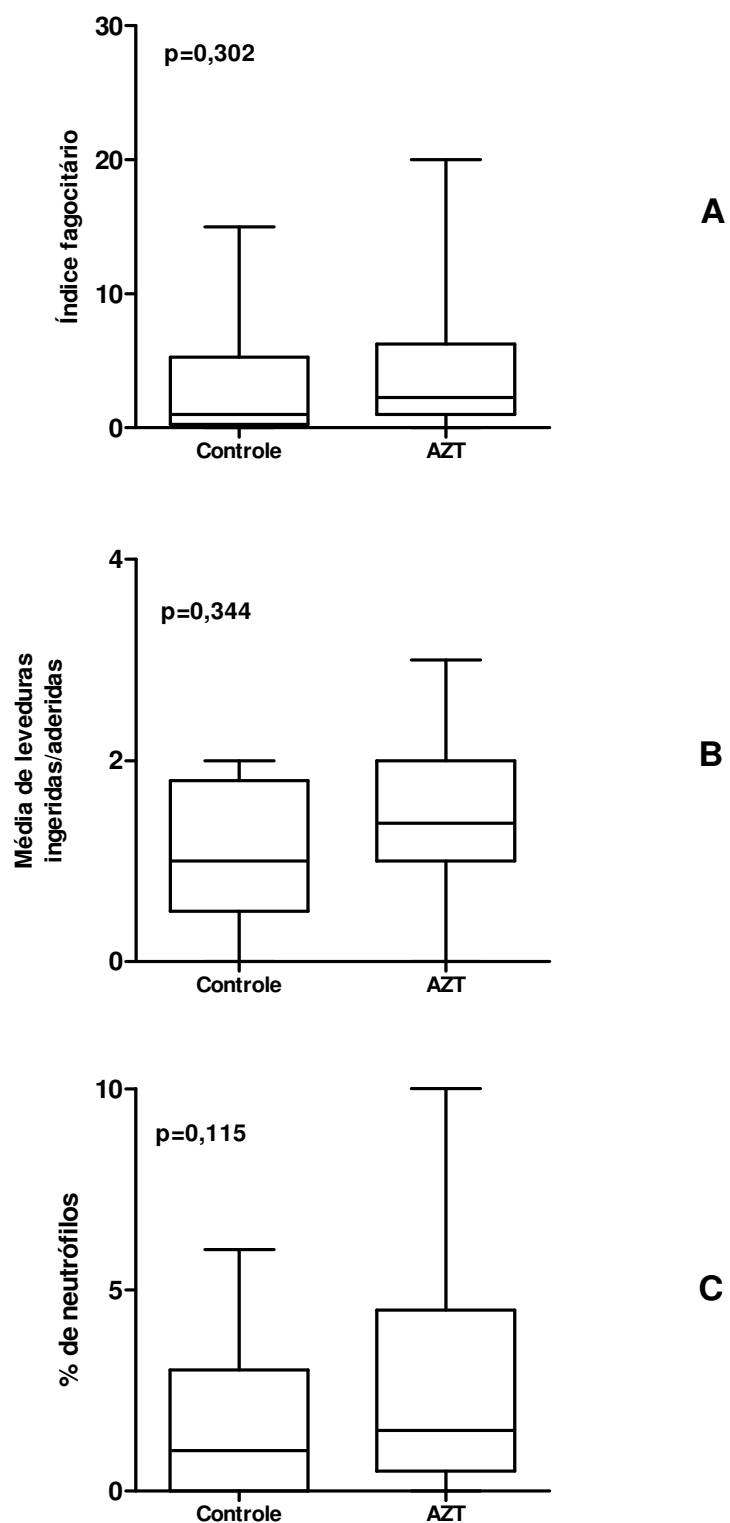 30
p=0,302
20
Índice fagocitário
A
10
0
Controle
AZT
4
p=0,344
Média de leveduras
ingeridas/aderidas
2
B
0
Controle
AZT
10
p=0,115
% de neutrófilos
5
C
0
Controle
AZT